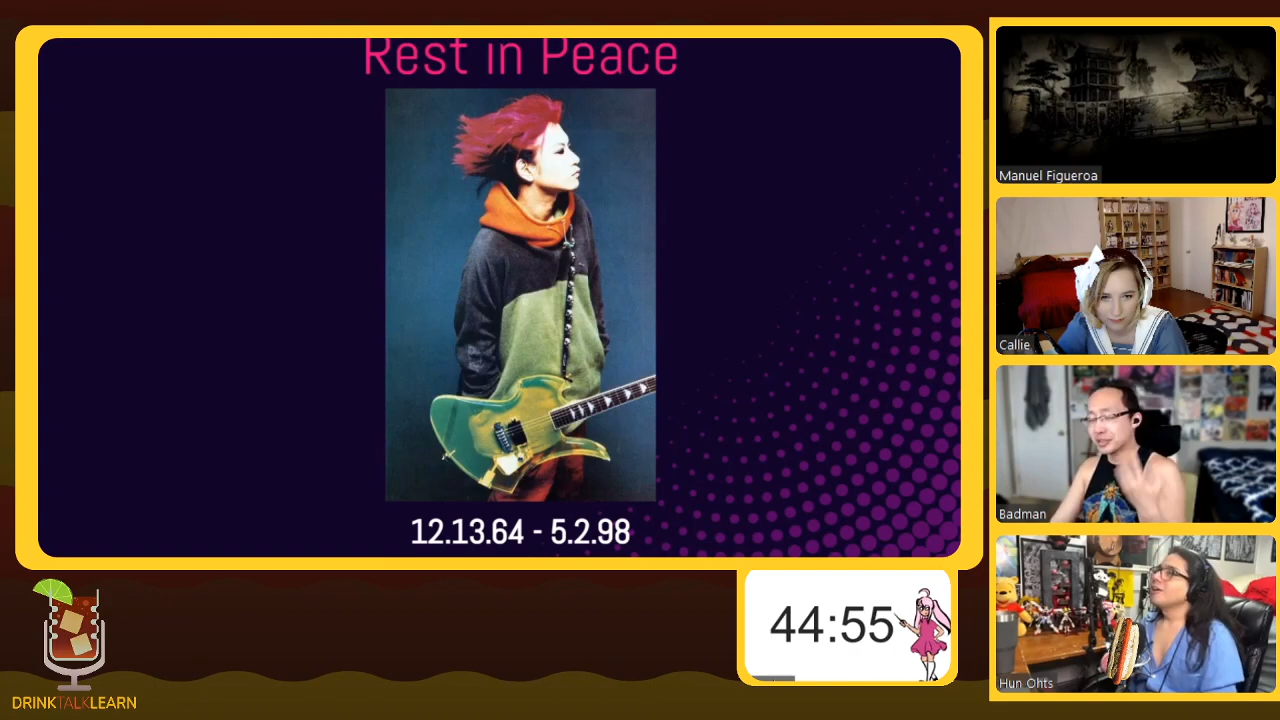 Rest in Peace
12.13.64 - 5.2.98
Manuel Figueroa
Callie
Badman
Hun Ohts
44:55
DRINKTALKLEARN